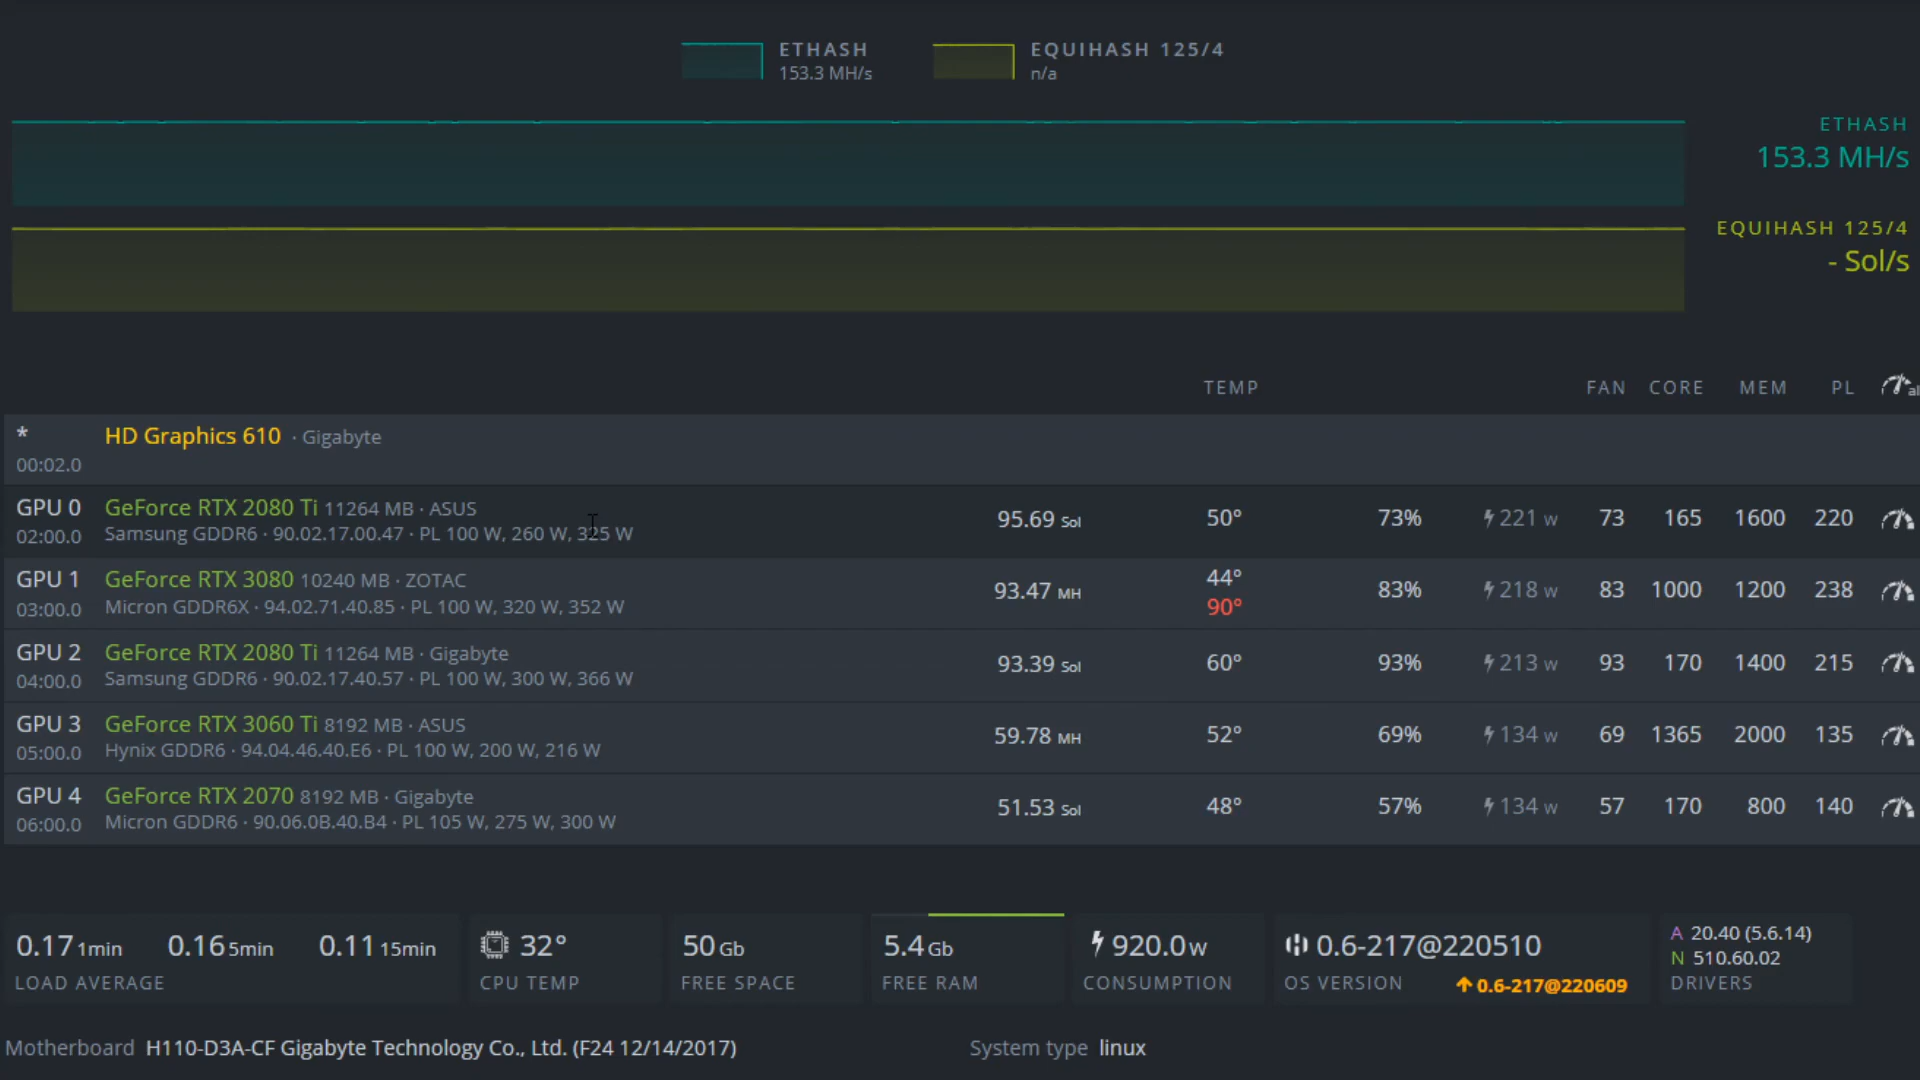 ETHASH
153.3 MH/s
EQUIHASH 125/4
n/a
ETHASH
153.3 MH/s
EQUIHASH 125/4
- Sol/s
TEMP FAN CORE MEM PL
* HD Graphics 610 · Gigabyte
00:02.0
GPU 0 GeForce RTX 2080 Ti 11264 MB · ASUS 95.69 Sol 50° 73% 221 w 73 165 1600 220
02:00.0 Samsung GDDR6 · 90.02.17.00.47 · PL 100 W, 260 W, 325 W
GPU 1 GeForce RTX 3080 10240 MB · ZOTAC 93.47 MH 44° 83% 218 w 83 1000 1200 238
03:00.0 Micron GDDR6X · 94.02.71.40.85 · PL 100 W, 320 W, 352 W 90°
GPU 2 GeForce RTX 2080 Ti 11264 MB · Gigabyte 93.39 Sol 60° 93% 213 w 93 170 1400 215
04:00.0 Samsung GDDR6 · 90.02.17.40.57 · PL 100 W, 300 W, 366 W
GPU 3 GeForce RTX 3060 Ti 8192 MB · ASUS 59.78 MH 52° 69% 134 w 69 1365 2000 135
05:00.0 Hynix GDDR6 · 94.04.46.40.E6 · PL 100 W, 200 W, 216 W
GPU 4 GeForce RTX 2070 8192 MB · Gigabyte 51.53 Sol 48° 57% 134 w 57 170 800 140
06:00.0 Micron GDDR6 · 90.06.0B.40.B4 · PL 105 W, 275 W, 300 W
0.17 1min 0.16 5min 0.11 15min
LOAD AVERAGE
32°
CPU TEMP
50 Gb
FREE SPACE
5.4 Gb
FREE RAM
920.0 w
CONSUMPTION
0.6-217@220510
OS VERSION 0.6-217@220609
A 20.40 (5.6.14)
N 510.60.02
DRIVERS
Motherboard H110-D3A-CF Gigabyte Technology Co., Ltd. (F24 12/14/2017) System type linux